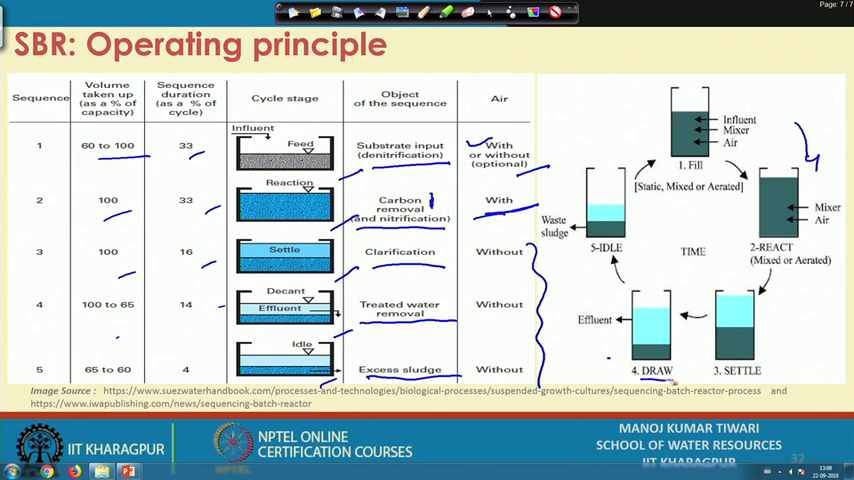 Page: 7 / 7
SBR: Operating principle
Sequence
Volume taken up (as a % of capacity)
Sequence duration (as a % of cycle)
Cycle stage
Object of the sequence
Air
1
60 to 100
33
Influent
Feed
Substrate input (denitrification)
With or without (optional)
2
100
33
Reaction
Carbon removal (and nitrification)
With
3
100
16
Settle
Clarification
Without
4
100 to 65
14
Decant
Effluent
Treated water removal
Without
5
65 to 60
4
Idle
Excess sludge
Without
Influent
Mixer
Air
1. Fill
[Static, Mixed or Aerated]
Mixer
Air
2-REACT
(Mixed or Aerated)
Waste sludge
5-IDLE
TIME
Effluent
4. DRAW
3. SETTLE
Image Source : https://www.suezwaterhandbook.com/processes-and-technologies/biological-processes/suspended-growth-cultures/sequencing-batch-reactor-process and
https://www.iwapublishing.com/news/sequencing-batch-reactor
IIT KHARAGPUR
NPTEL ONLINE
CERTIFICATION COURSES
NPTEL
MANOJ KUMAR TIWARI
SCHOOL OF WATER RESOURCES
IIT KHARAGPUR
32
13:08
22-09-2018